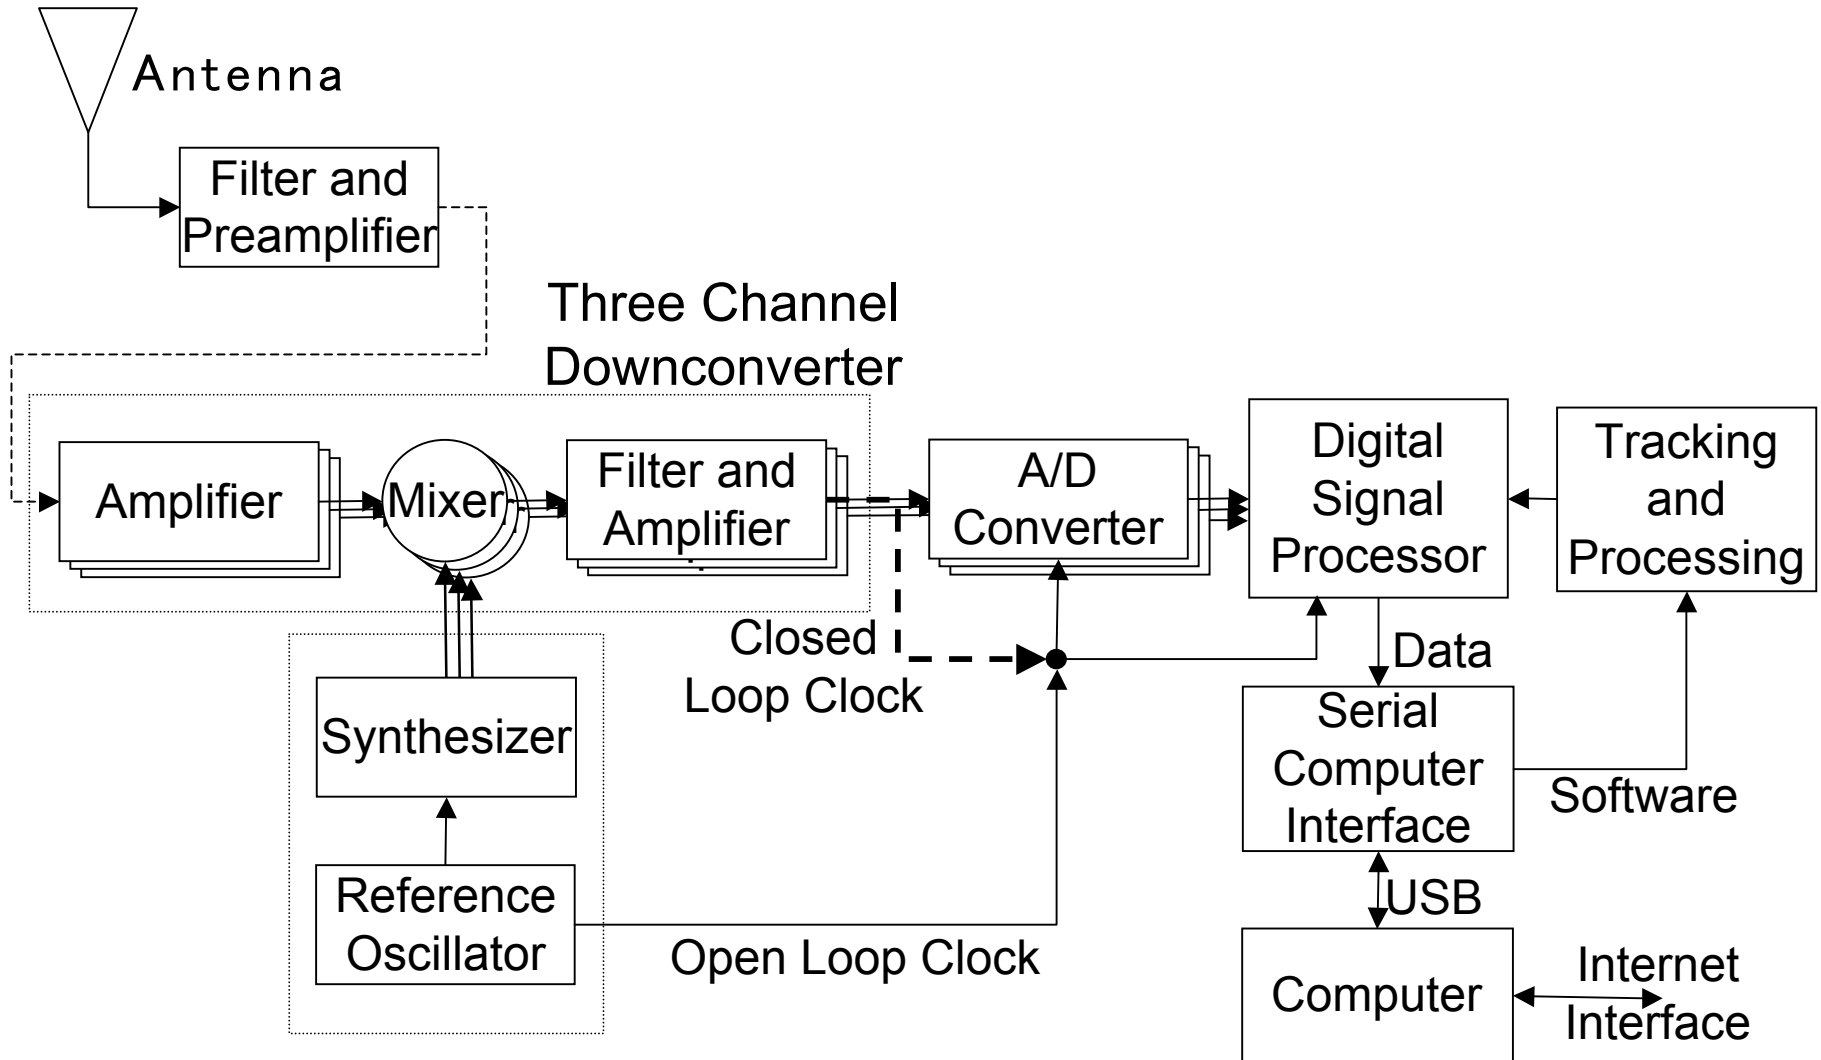 Antenna
Filter and
Preamplifier
Three Channel
Downconverter
Amplifier
Mixer
Filter and
Amplifier
A/D
Converter
Digital
Signal
Processor
Tracking
and
Processing
Closed
Loop Clock
Data
Synthesizer
Serial
Computer
Interface
Software
Reference
Oscillator
Open Loop Clock
USB
Computer
Internet
Interface